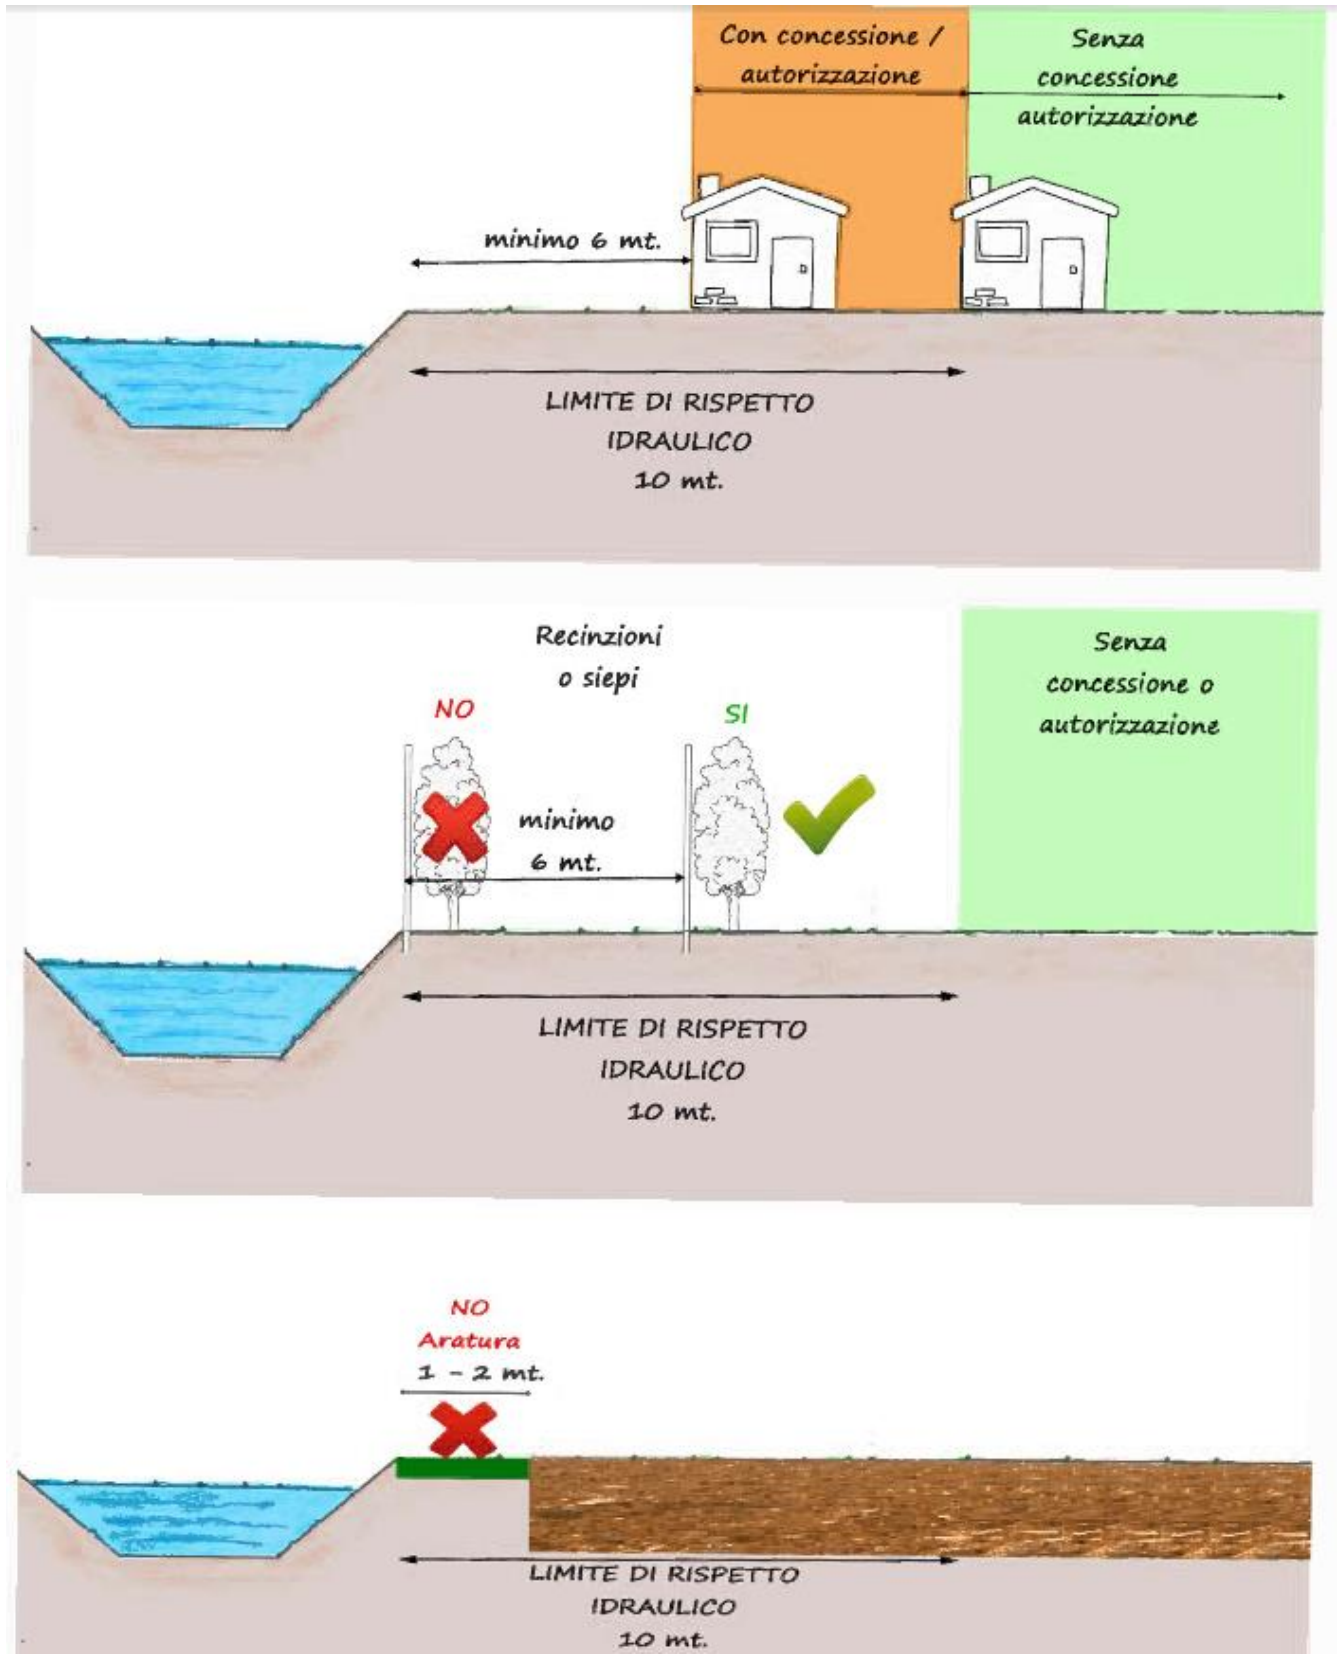 Con concessione /
autorizzazione
Senza
concessione
autorizzazione
minimo 6 mt.
LIMITE DI RISPETTO
IDRAULICO
10 mt.
Recinzioni
o siepi
NO
SI
minimo
6 mt.
Senza
concessione o
autorizzazione
LIMITE DI RISPETTO
IDRAULICO
10 mt.
NO
Aratura
1 - 2 mt.
LIMITE DI RISPETTO
IDRAULICO
10 mt.